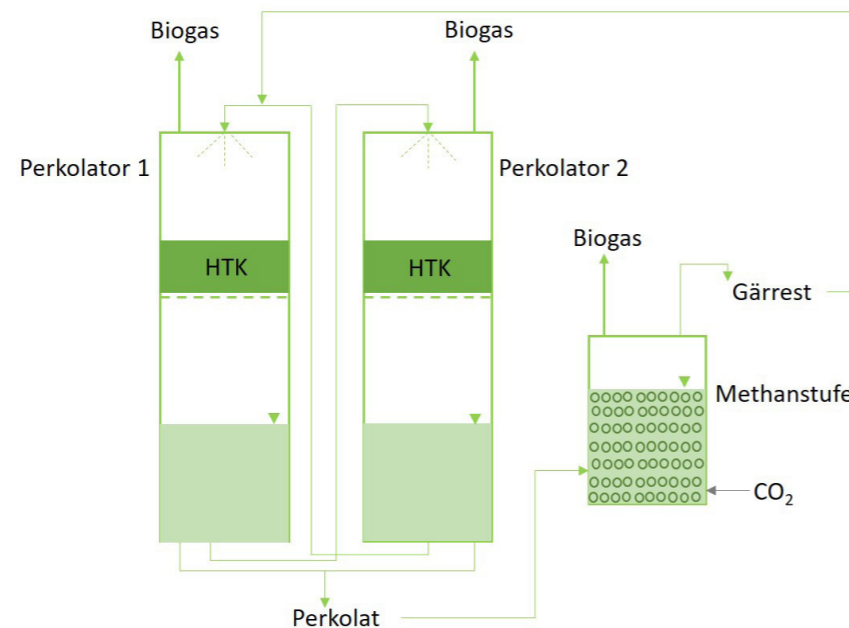 Biogas
Biogas
Perkolator 1
Perkolator 2
HTK
HTK
Biogas
Gärrest
Methanstufe
CO₂
Perkolat